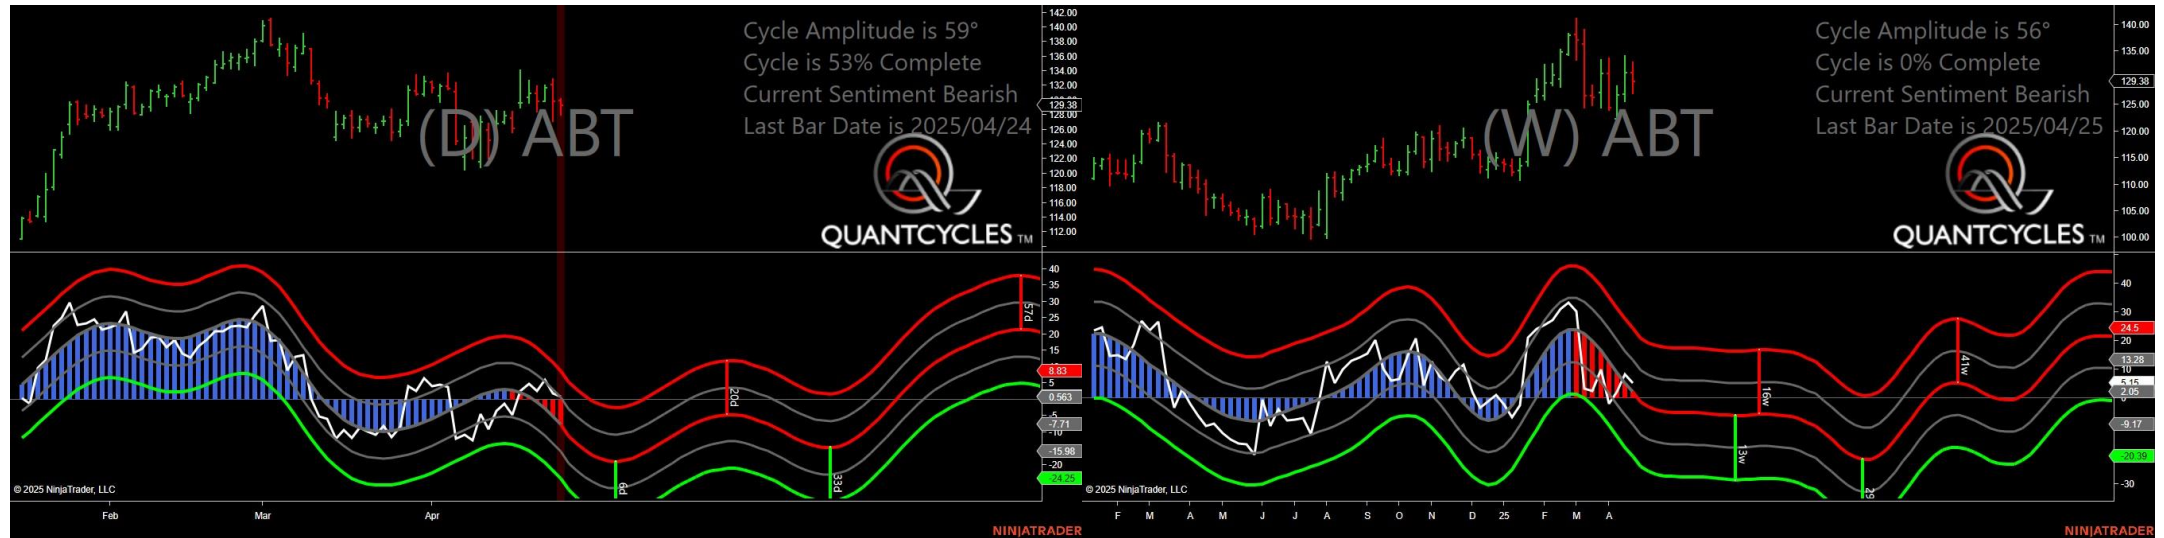 Cycle Amplitude is 59°
Cycle is 53% Complete
Current Sentiment Bearish
Last Bar Date is 2025/04/24
(D) ABT
QUANTCYCLES TM
142.00
140.00
138.00
136.00
134.00
132.00
129.38
128.00
126.00
124.00
122.00
120.00
118.00
116.00
114.00
112.00
40
35
30
25
20
15
8.83
5
0.563
-5
-7.71
-10
-15.98
-20
-24.25
57d
20d
6d
33d
© 2025 NinjaTrader, LLC
Feb Mar Apr
NINJATRADER
Cycle Amplitude is 56°
Cycle is 0% Complete
Current Sentiment Bearish
Last Bar Date is 2025/04/25
(W) ABT
QUANTCYCLES TM
140.00
135.00
129.38
125.00
120.00
115.00
110.00
105.00
100.00
40
30
24.5
20
13.28
10
5.15
2.05
-9.17
-20.39
-30
16w
13w
41w
29
© 2025 NinjaTrader, LLC
F M A M J J A S O N D 25 F M A
NINJATRADER